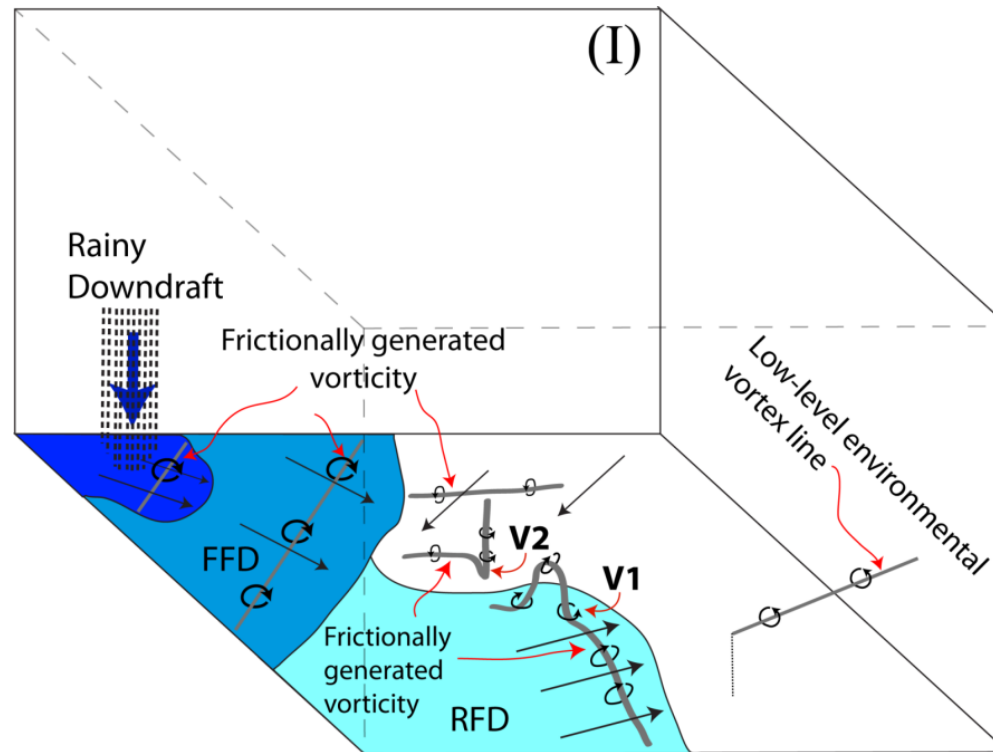 (I)
Rainy
Downdraft
Frictionally generated
vorticity
Low-level environmental
vortex line
FFD
V2
V1
Frictionally
generated
vorticity
RFD